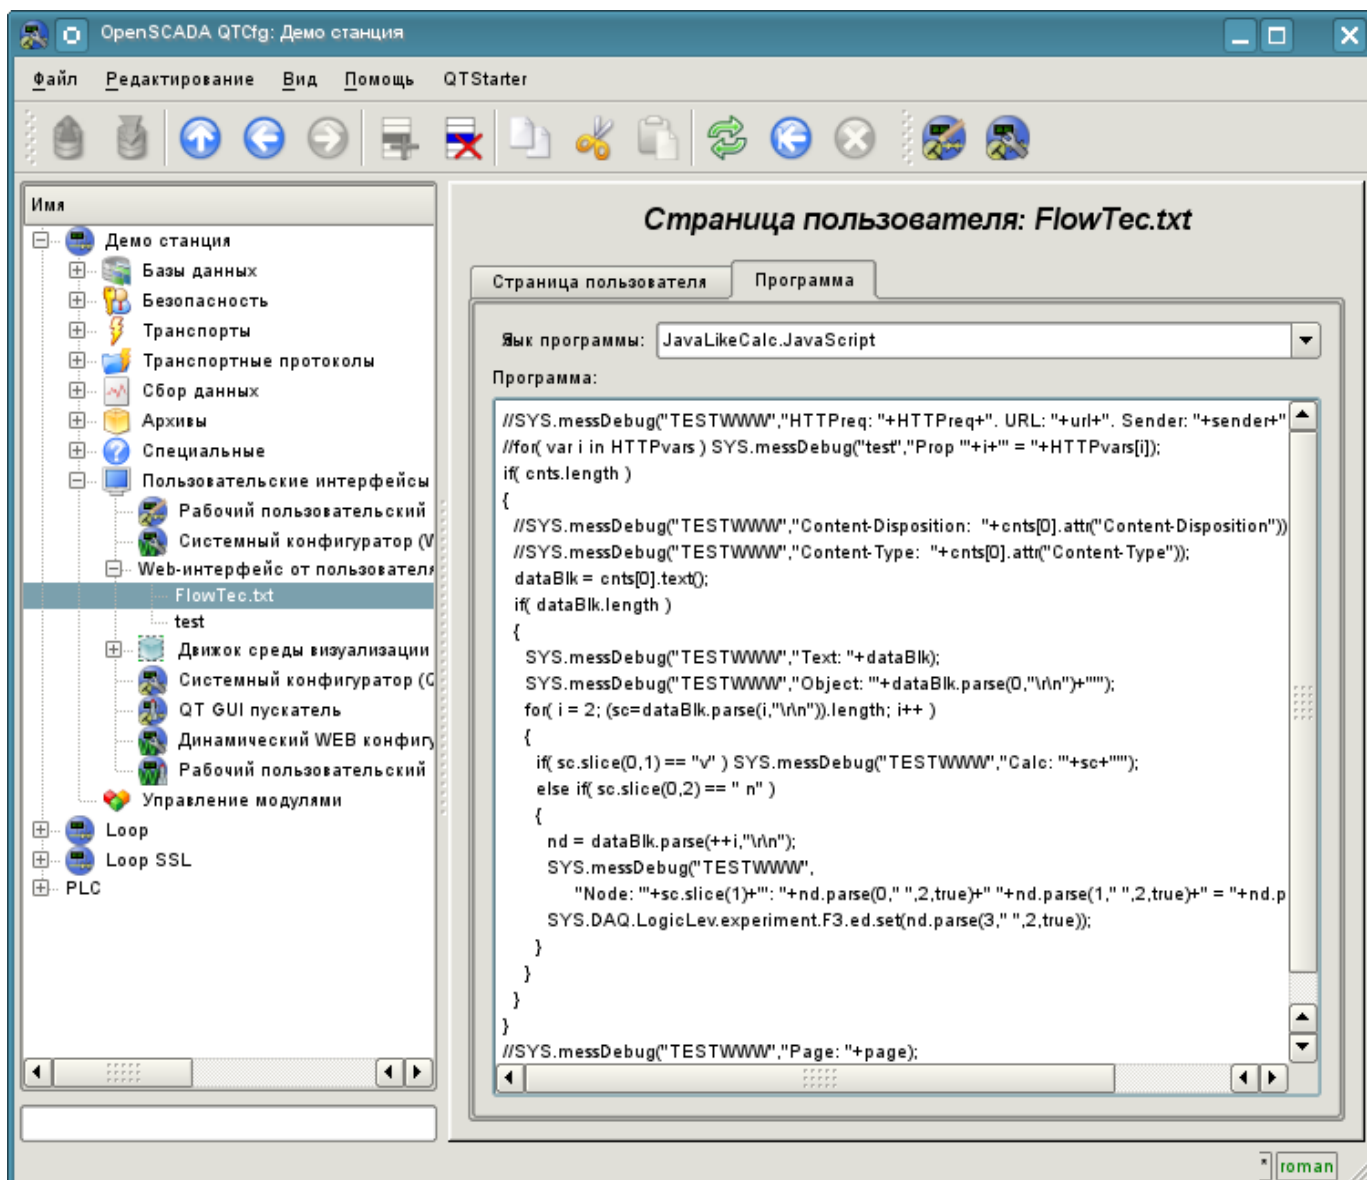 OpenSCADA QTCfg: Демо станция
Файл Редактирование Вид Помощь QTStarter
Имя
Демо станция
Базы данных
Безопасность
Транспорты
Транспортные протоколы
Сбор данных
Архивы
Специальные
Пользовательские интерфейсы
Рабочий пользовательский
Системный конфигуратор (W
Web-интерфейс от пользователя
FlowTec.txt
test
Движок среды визуализации
Системный конфигуратор (Q
QT GUI пускатель
Динамический WEB конфигу
Рабочий пользовательский
Управление модулями
Loop
Loop SSL
PLC
Страница пользователя: FlowTec.txt
Страница пользователя Программа
Язык программы: JavaLikeCalc.JavaScript
Программа:
//SYS.messDebug("TESTWWW","HTTPreq: "+HTTPreq+". URL: "+url+". Sender: "+sender+"
//for( var i in HTTPvars ) SYS.messDebug("test","Prop '"+i+"' = "+HTTPvars[i]);
if( cnts.length )
{
//SYS.messDebug("TESTWWW","Content-Disposition:  "+cnts[0].attr("Content-Disposition"))
//SYS.messDebug("TESTWWW","Content-Type:  "+cnts[0].attr("Content-Type"));
dataBlk = cnts[0].text();
if( dataBlk.length )
{
SYS.messDebug("TESTWWW","Text: "+dataBlk);
SYS.messDebug("TESTWWW","Object: '"+dataBlk.parse(0,"\r\n")+"'");
for( i = 2; (sc=dataBlk.parse(i,"\r\n")).length; i++ )
{
if( sc.slice(0,1) == "v" ) SYS.messDebug("TESTWWW","Calc: '"+sc+"'");
else if( sc.slice(0,2) == " n" )
{
nd = dataBlk.parse(++i,"\r\n");
SYS.messDebug("TESTWWW",
"Node: '"+sc.slice(1)+"': "+nd.parse(0," ",2,true)+" "+nd.parse(1," ",2,true)+" = "+nd.p
SYS.DAQ.LogicLev.experiment.F3.ed.set(nd.parse(3," ",2,true));
}
}
}
}
//SYS.messDebug("TESTWWW","Page: "+page);
* roman